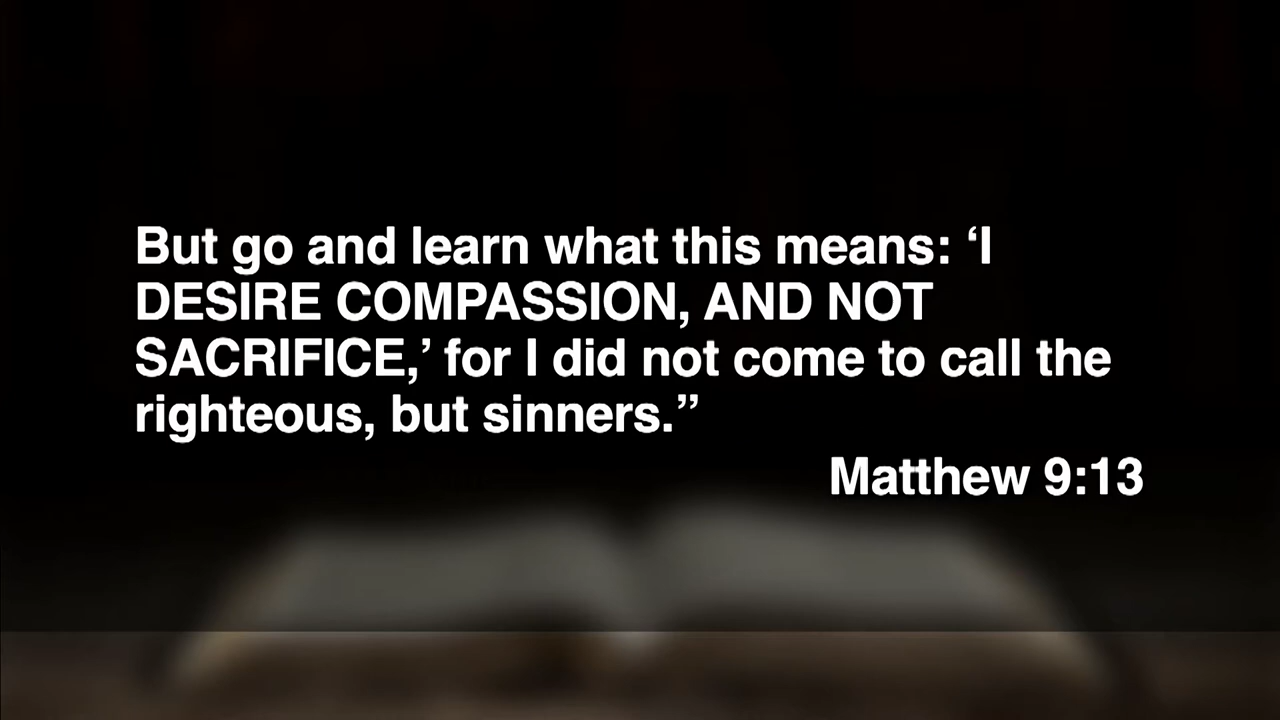 But go and learn what this means: ‘I
DESIRE COMPASSION, AND NOT
SACRIFICE,’ for I did not come to call the
righteous, but sinners.”
Matthew 9:13